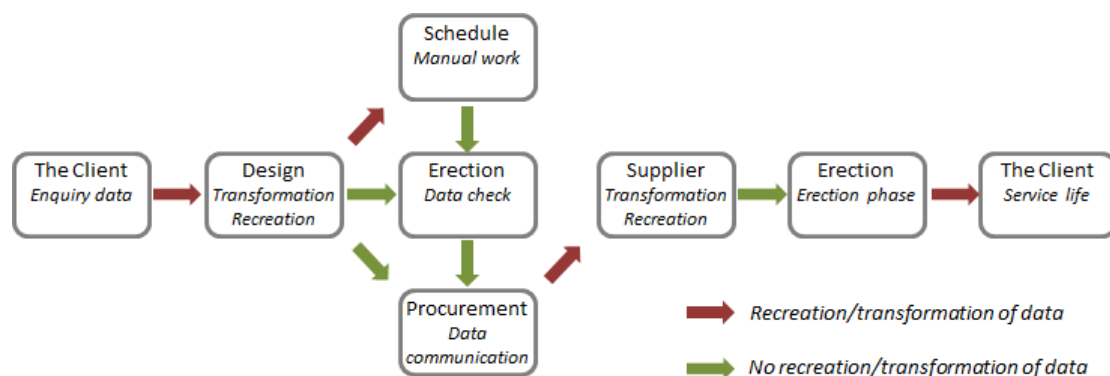 Schedule
Manual work
The Client
Enquiry data
Design
Transformation
Recreation
Erection
Data check
Supplier
Transformation
Recreation
Erection
Erection phase
The Client
Service life
Procurement
Data
communication
Recreation/transformation of data
No recreation/transformation of data